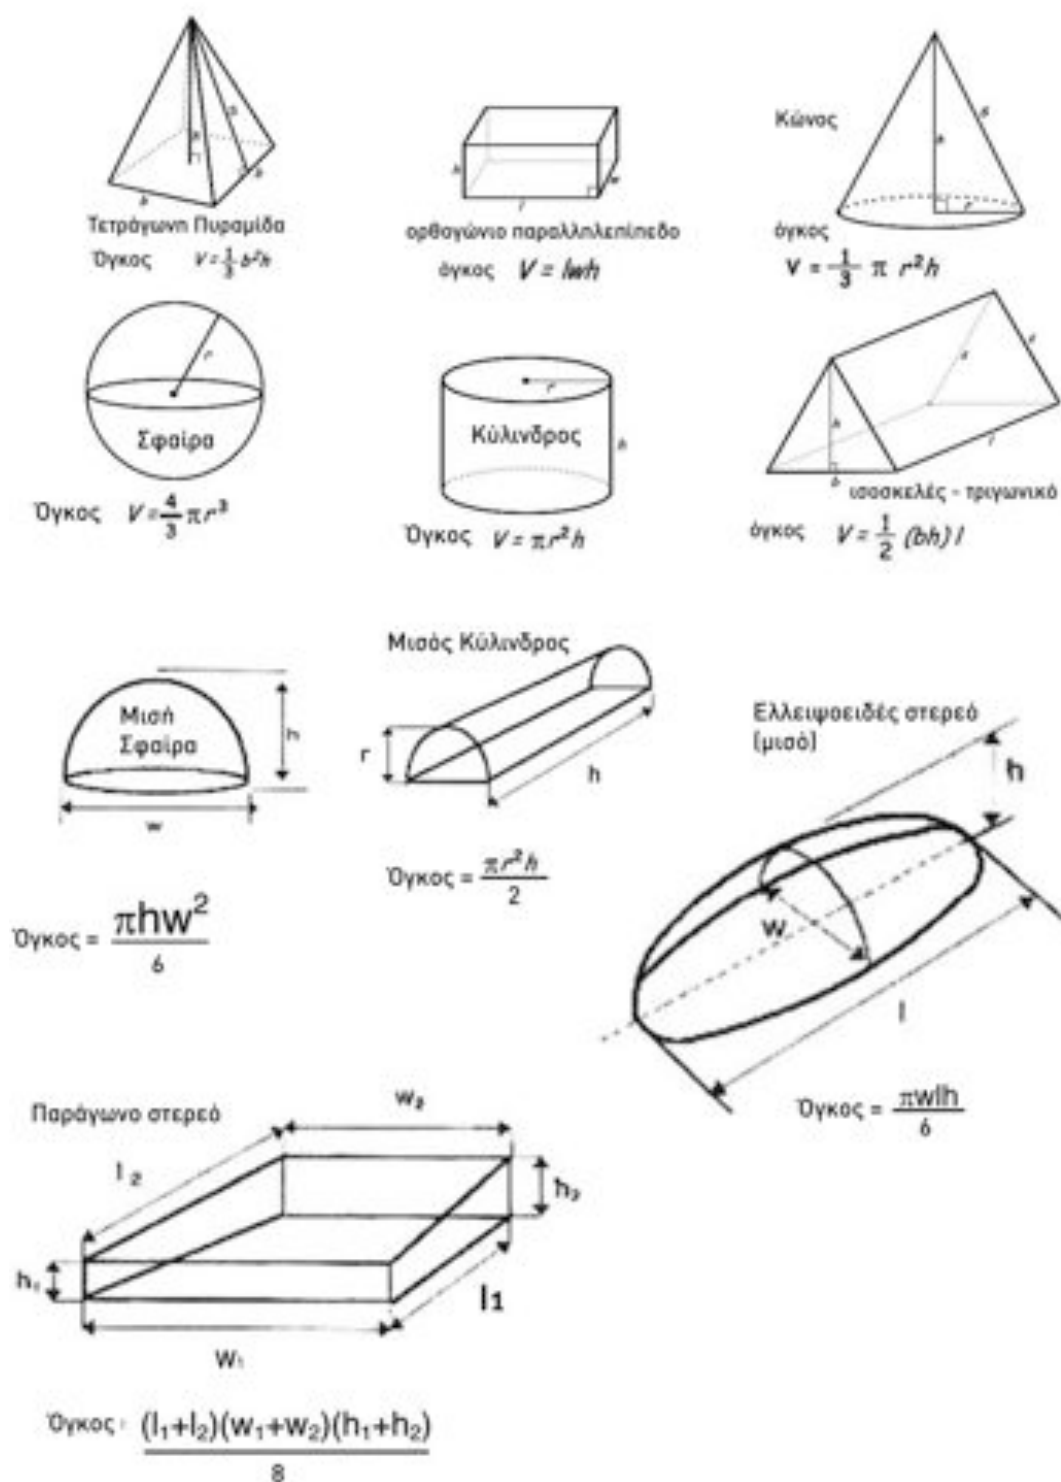 h
s
b
b
Τετράγωνη Πυραμίδα
Όγκος V = 1/3 b²h
h
w
l
ορθογώνιο παραλληλεπίπεδο
όγκος V = lwh
Κώνος
s
h
r
όγκος
V = 1/3 π r²h
r
Σφαίρα
Όγκος V = 4/3 π r³
r
Κύλινδρος
h
Όγκος V = π r² h
s
s
h
l
b
ισοσκελές - τριγωνικό
όγκος V = 1/2 (bh) l
Μισή
Σφαίρα
h
w
Όγκος = πhw²/6
Μισός Κύλινδρος
r
h
Όγκος = πr²h/2
Ελλειψοειδές στερεό
(μισό)
h
w
l
Όγκος = πwlh/6
Παράγωνο στερεό
w₂
l₂
h₂
h₁
l1
W₁
Όγκος : (l₁+l₂)(w₁+w₂)(h₁+h₂)/8